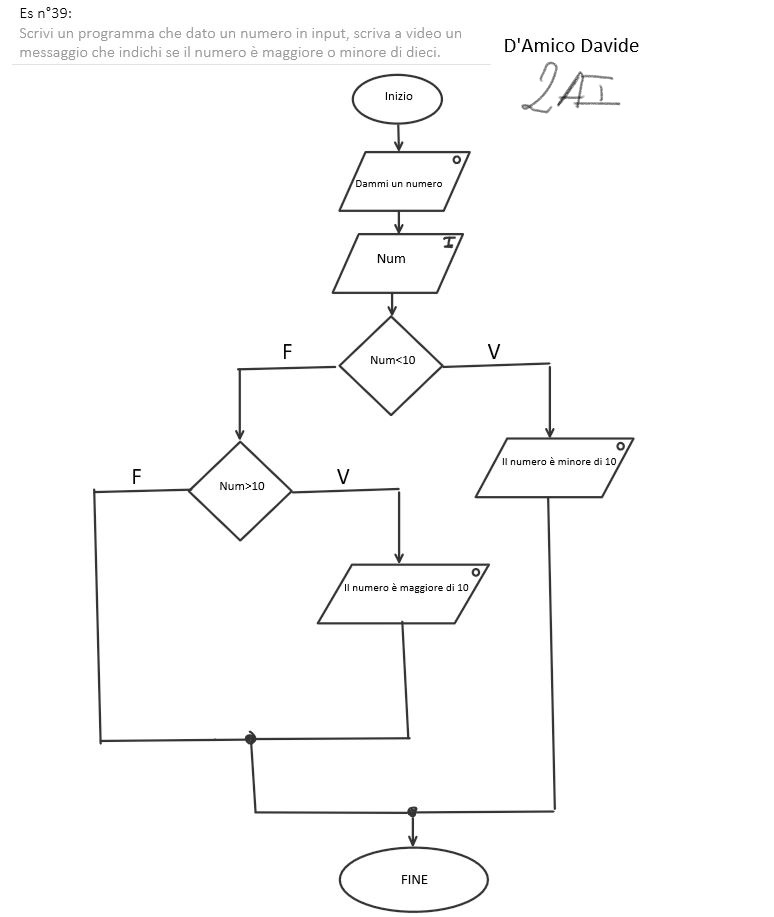 Es n°39:
Scrivi un programma che dato un numero in input, scriva a video un
messaggio che indichi se il numero è maggiore o minore di dieci.
D'Amico Davide
2AI
Inizio
O
Dammi un numero
I
Num
Num<10
F
V
O
Il numero è minore di 10
Num>10
F
V
O
Il numero è maggiore di 10
FINE